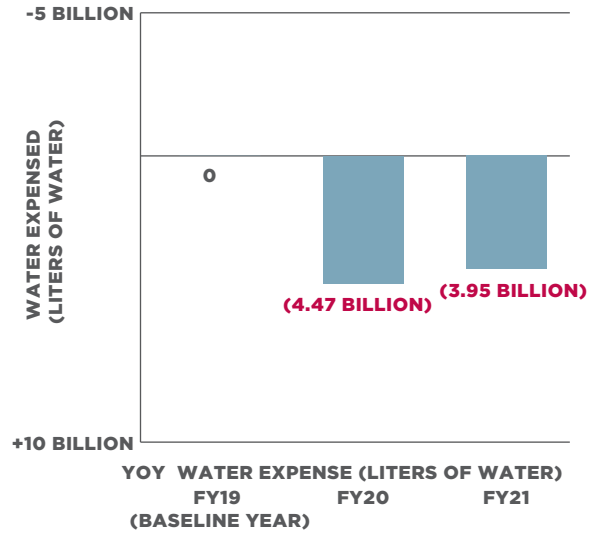 -5 BILLION
WATER EXPENSED
(LITERS OF WATER)
0
(4.47 BILLION)
(3.95 BILLION)
+10 BILLION
YOY WATER EXPENSE (LITERS OF WATER)
FY19 FY20 FY21
(BASELINE YEAR)